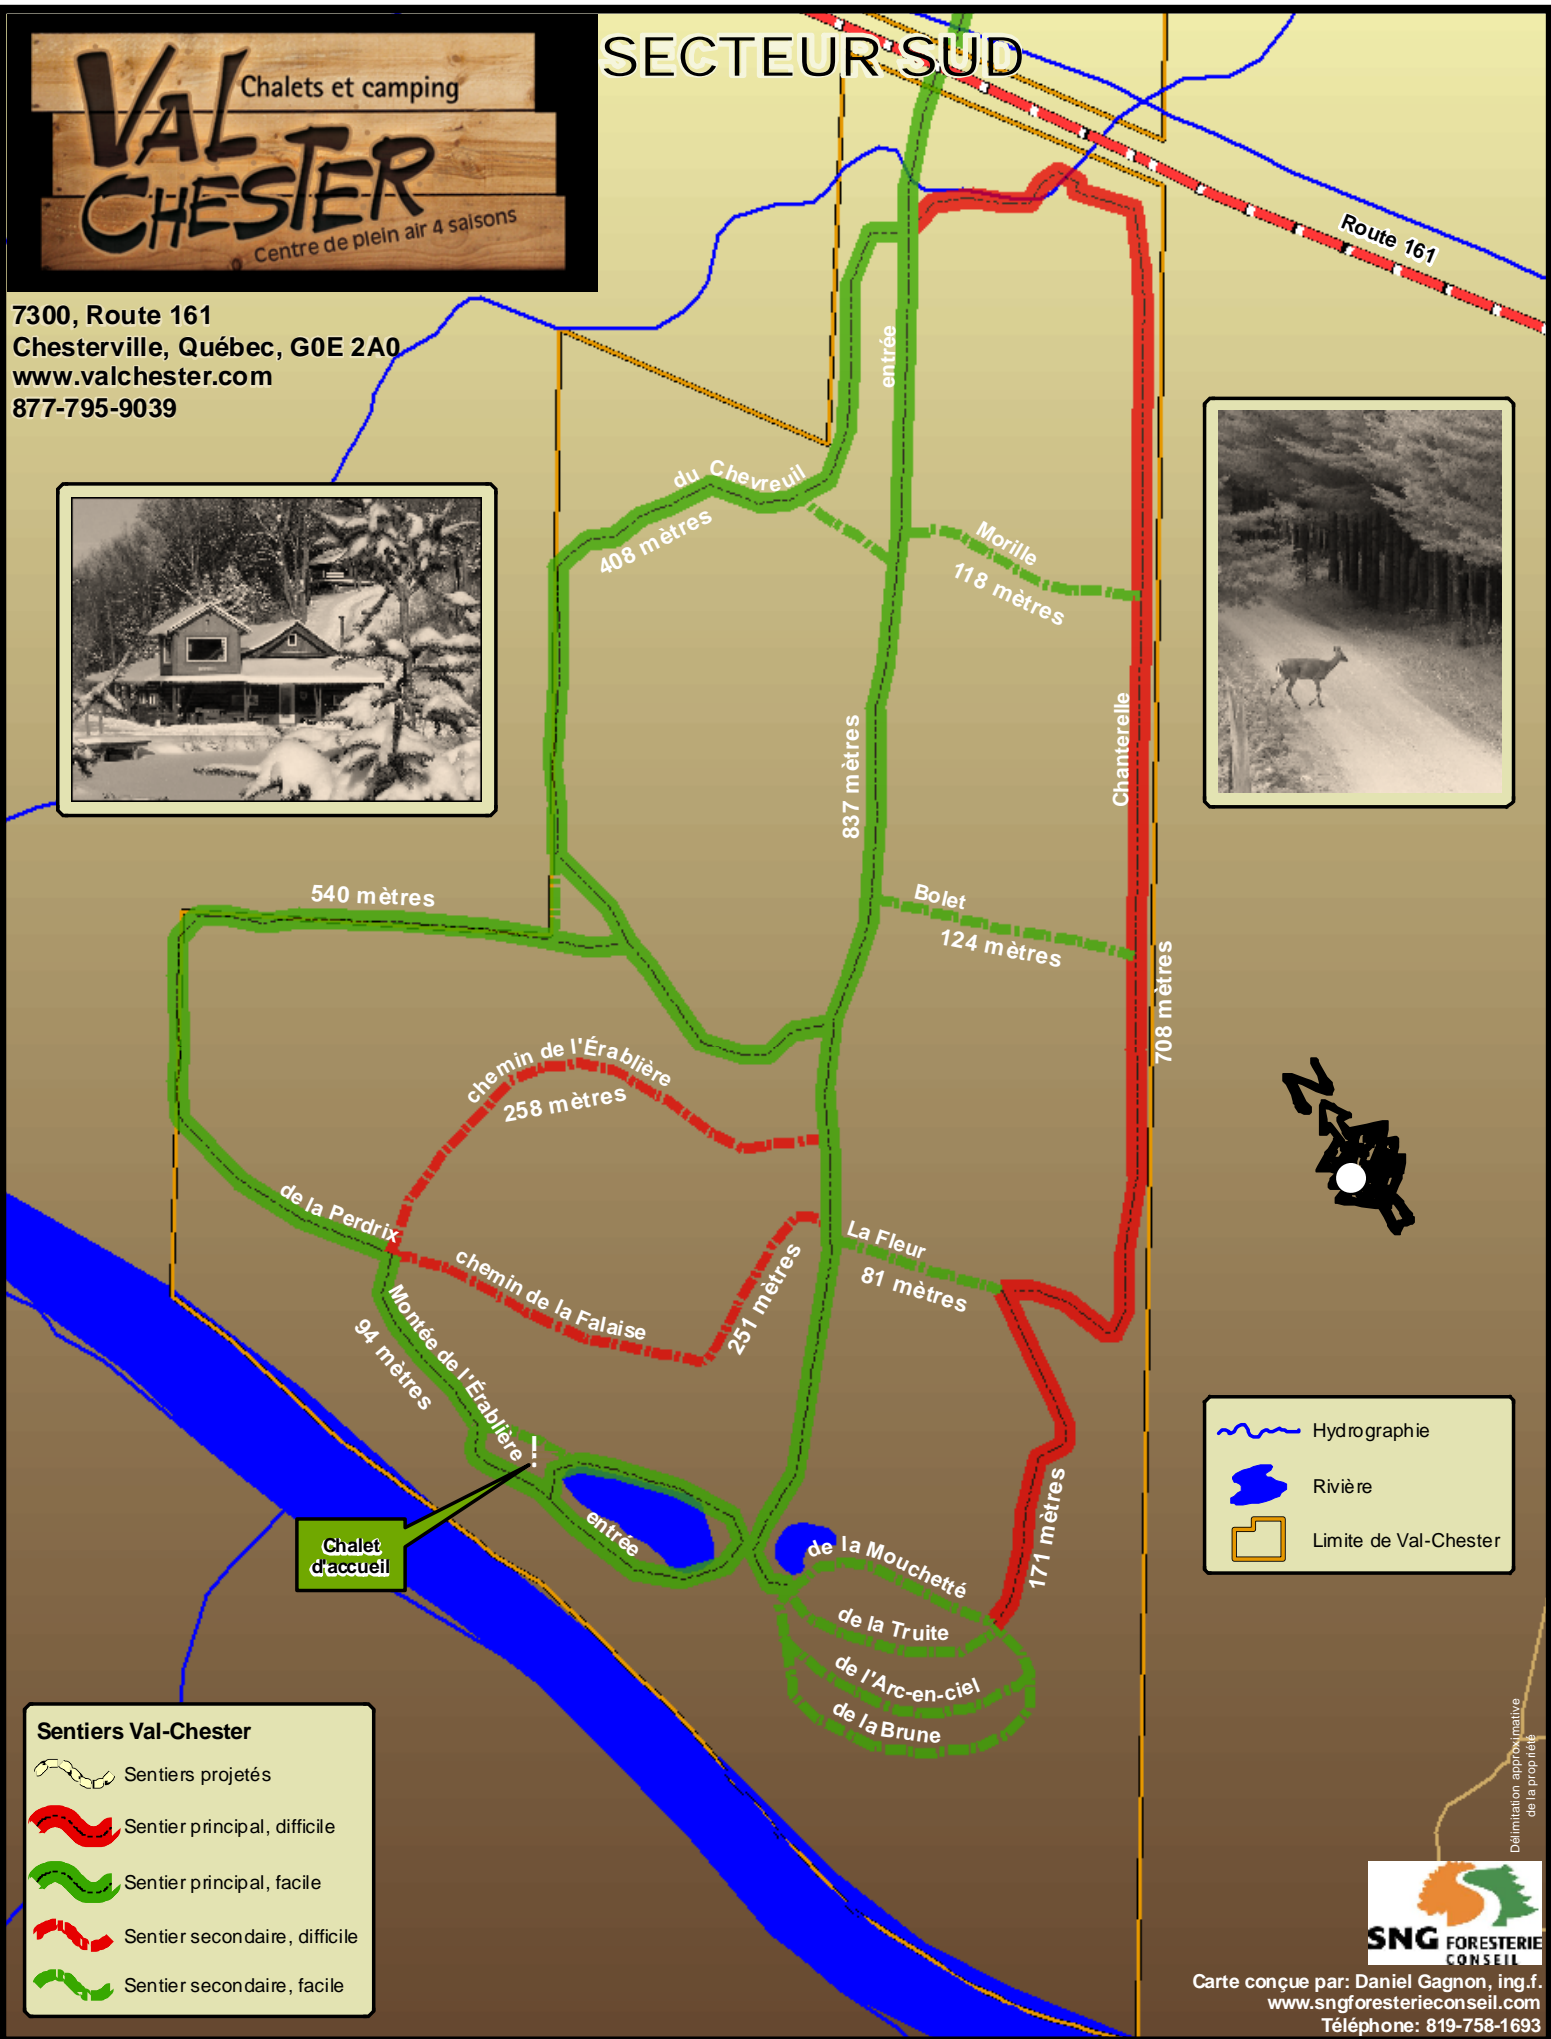 SECTEUR SUD
VAL
Chalets et camping
CHESTER
Centre de plein air 4 saisons
7300, Route 161
Chesterville, Québec, G0E 2A0
www.valchester.com
877-795-9039
Route 161
entrée
du Chevreuil
408 mètres
Morille
118 mètres
Chanterelle
837 mètres
540 mètres
Bolet
124 mètres
708 mètres
chemin de l'Érablière
258 mètres
de la Perdrix
chemin de la Falaise
251 mètres
La Fleur
81 mètres
Montée de l'Érablière
94 mètres
N
Chalet
d'accueil
entrée
de la Mouchetté
171 mètres
de la Truite
de l'Arc-en-ciel
de la Brune
Hydrographie
Rivière
Limite de Val-Chester
Sentiers Val-Chester
Sentiers projetés
Sentier principal, difficile
Sentier principal, facile
Sentier secondaire, difficile
Sentier secondaire, facile
Délimitation approximative
de la propriété
SNG FORESTERIE
CONSEIL
Carte conçue par: Daniel Gagnon, ing.f.
www.sngforesterieconseil.com
Téléphone: 819-758-1693